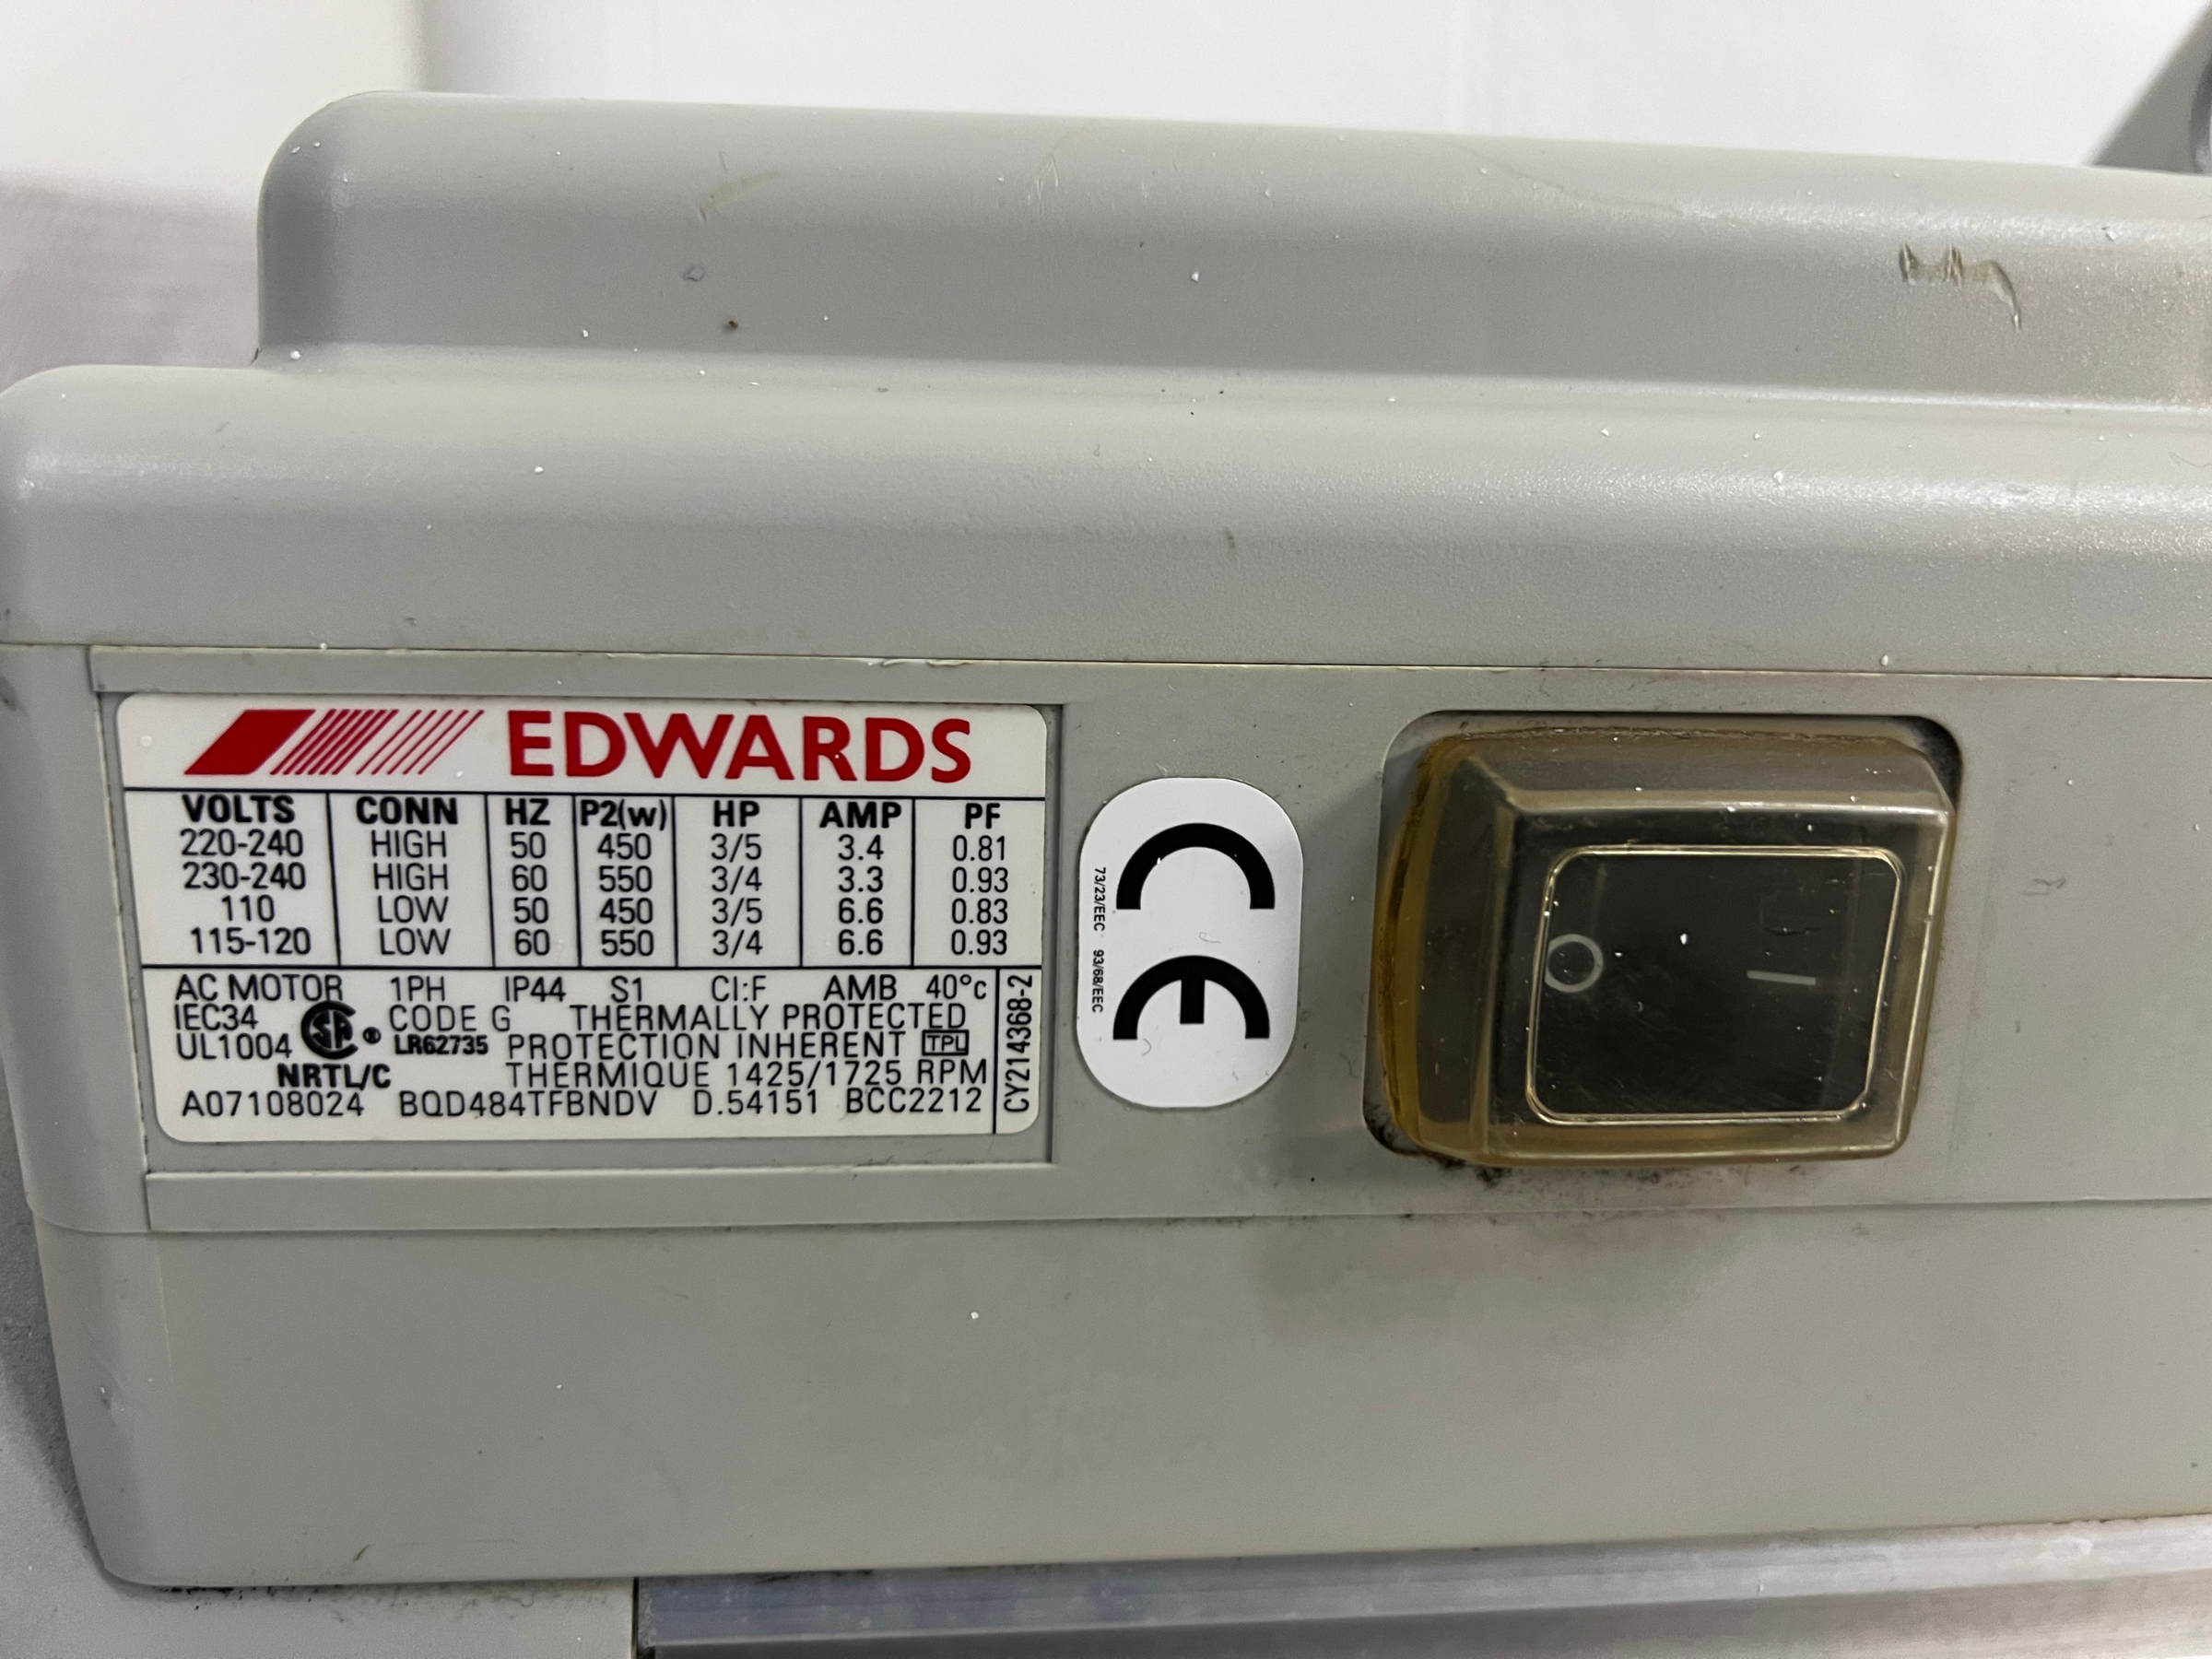 EDWARDS
VOLTS CONN HZ P2(w) HP AMP PF
220-240 HIGH 50 450 3/5 3.4 0.81
230-240 HIGH 60 550 3/4 3.3 0.93
110 LOW 50 450 3/5 6.6 0.83
115-120 LOW 60 550 3/4 6.6 0.93
AC MOTOR 1PH IP44 S1 CI:F AMB 40°c
IEC34 SA CODE G THERMALLY PROTECTED
UL1004 ® LR62735 PROTECTION INHERENT TPL
NRTL/C THERMIQUE 1425/1725 RPM
A07108024 BQD484TFBNDV D.54151 BCC2212
CY214368-2
CE
73/23/EEC 93/68/EEC
O I